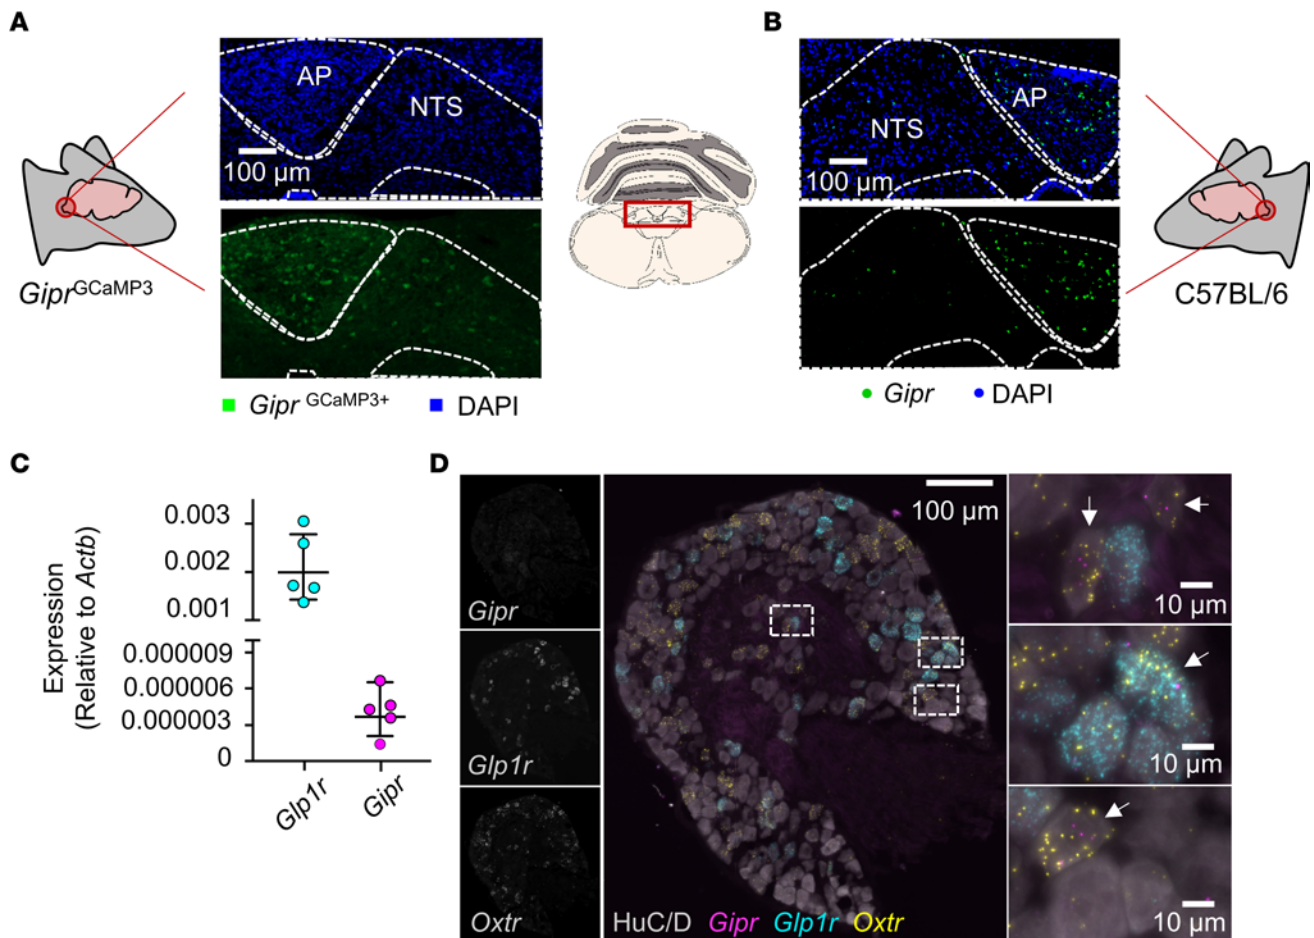 A
AP
NTS
100 µm
Gipr GCaMP3
Gipr GCaMP3+
DAPI
B
NTS
AP
100 µm
C57BL/6
Gipr
DAPI
C
Expression
(Relative to Actb)
0.003
0.002
0.001
0.000009
0.000006
0.000003
0
Glp1r
Gipr
D
Gipr
Glp1r
Oxtr
100 µm
HuC/D Gipr Glp1r Oxtr
10 µm
10 µm
10 µm